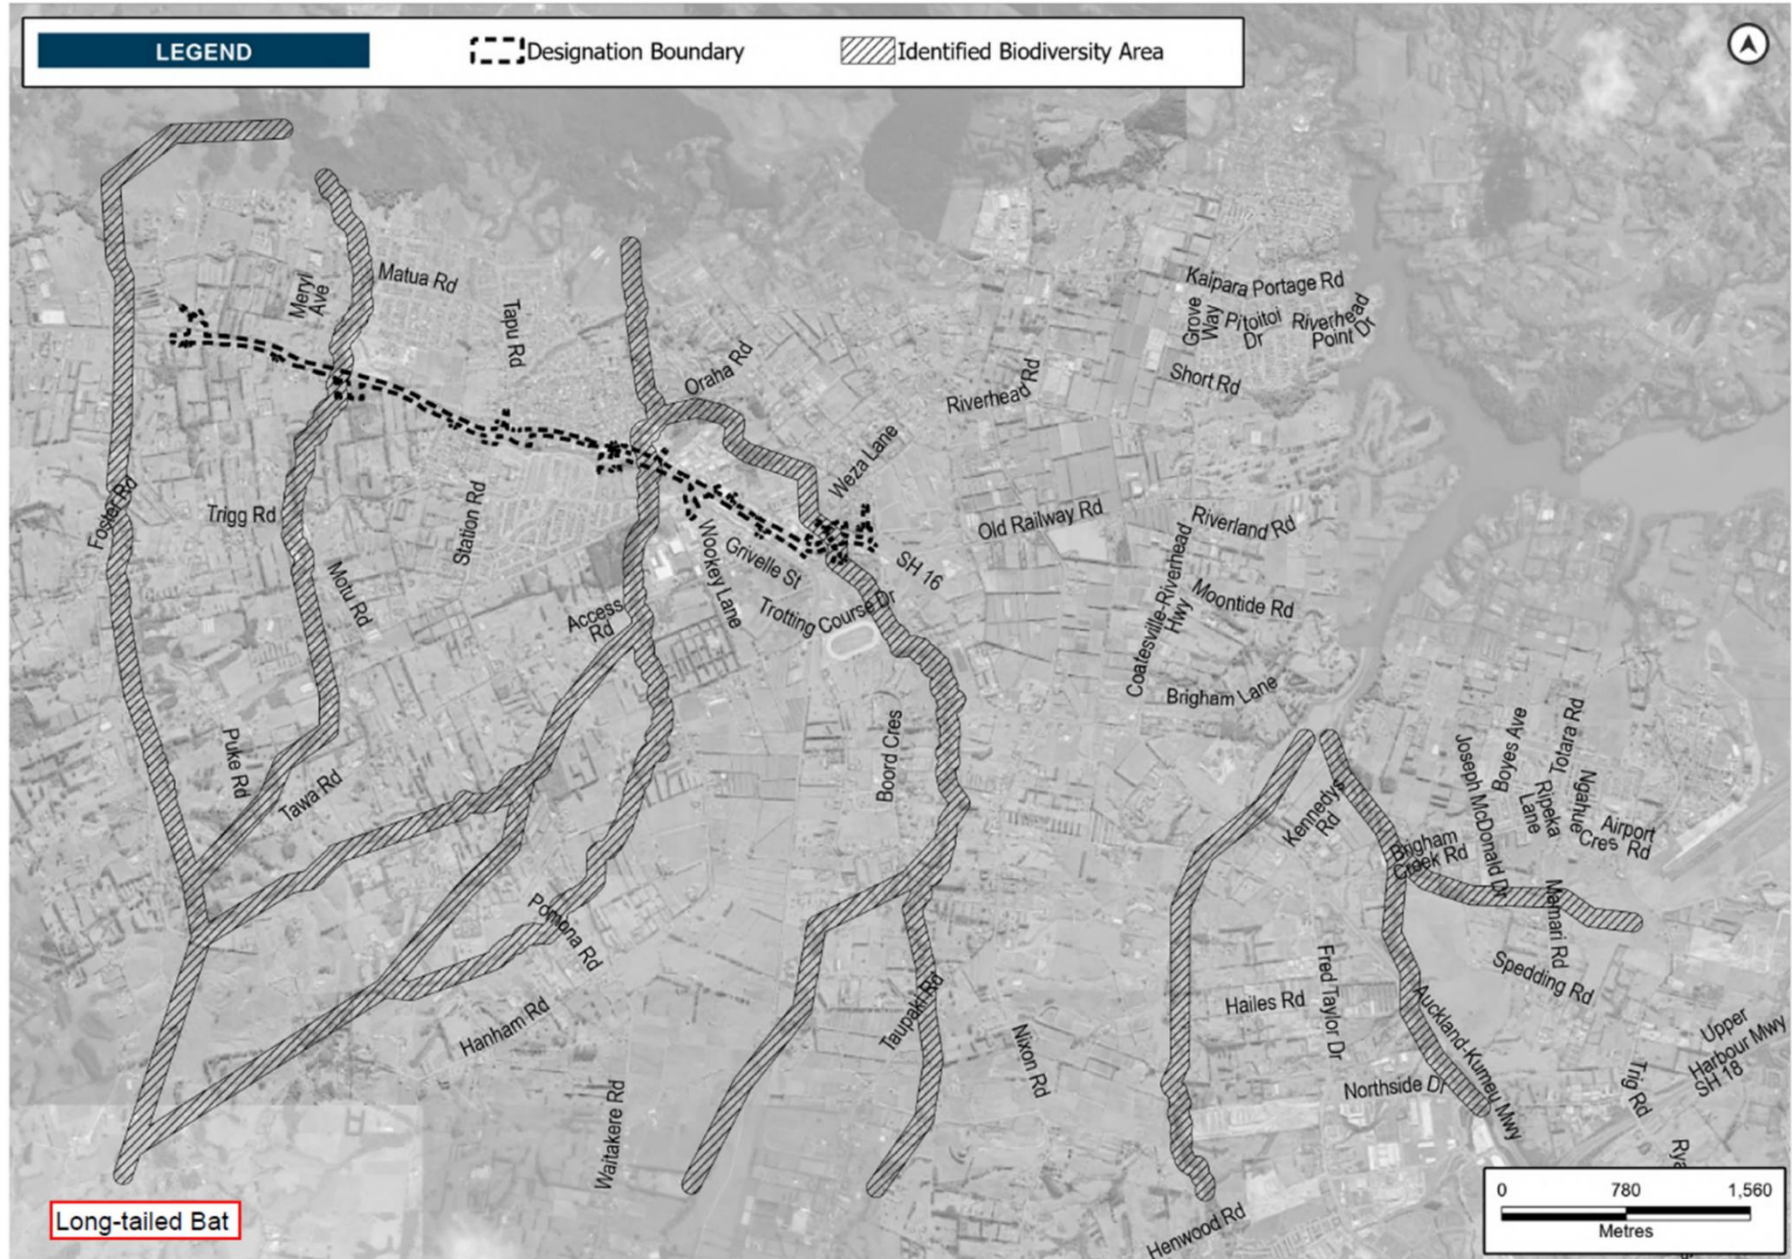 LEGEND
Designation Boundary
Identified Biodiversity Area
Meryl
Ave
Matua Rd
Tapu Rd
Kaipara Portage Rd
Grove
Way
Pitoitoi
Dr
Riverhead
Point Dr
Oraha Rd
Riverhead Rd
Short Rd
Weza Lane
Foster Rd
Trigg Rd
Station Rd
Old Railway Rd
Riverland Rd
Wookey Lane
Grivelle St
SH 16
Motu Rd
Access
Rd
Trotting Course Dr
Coatesville-Riverhead
Hwy
Moontide Rd
Brigham Lane
Puke Rd
Tawa Rd
Boord Cres
Joseph McDonald Dr
Boyes Ave
Totara Rd
Ripeka
Lane
Ngahue
Cres
Airport
Rd
Kennedys
Rd
Brigham
Creek Rd
Mamari Rd
Pomona Rd
Spedding Rd
Fred Taylor Dr
Hailes Rd
Hanham Rd
Taupaki Rd
Nixon Rd
Auckland-Kumeu Mwy
Upper
Harbour Mwy
SH 18
Trig Rd
Northside Dr
Waitakere Rd
Henwood Rd
Long-tailed Bat
0 780 1,560
Metres